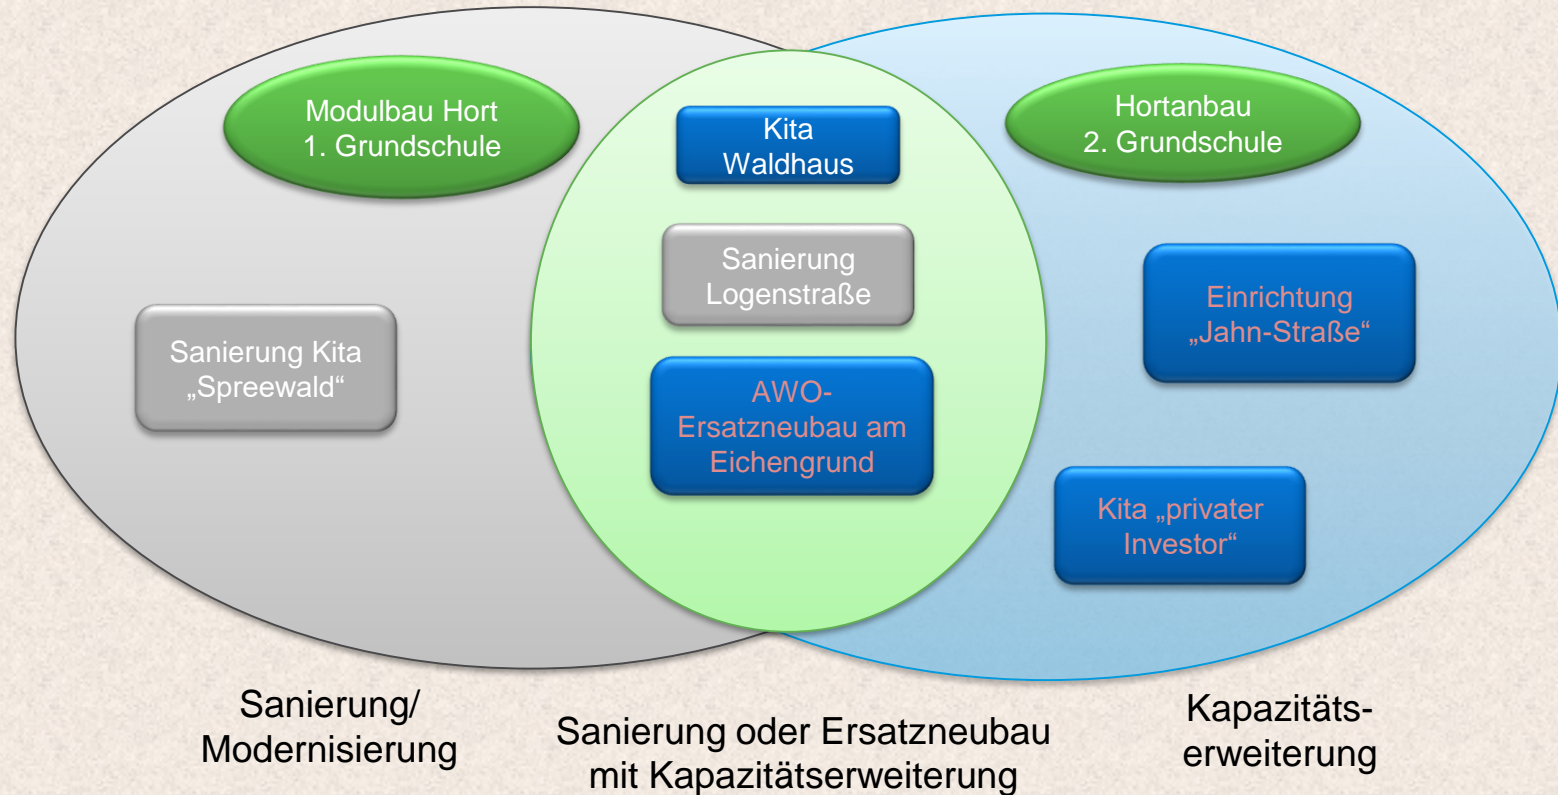 Modulbau Hort
1. Grundschule
Sanierung Kita
„Spreewald“
Kita
Waldhaus
Sanierung
Logenstraße
AWO-
Ersatzneubau am
Eichengrund
Hortanbau
2. Grundschule
Einrichtung
„Jahn-Straße“
Kita „privater
Investor“
Sanierung/
Modernisierung
Sanierung oder Ersatzneubau
mit Kapazitätserweiterung
Kapazitäts-
erweiterung